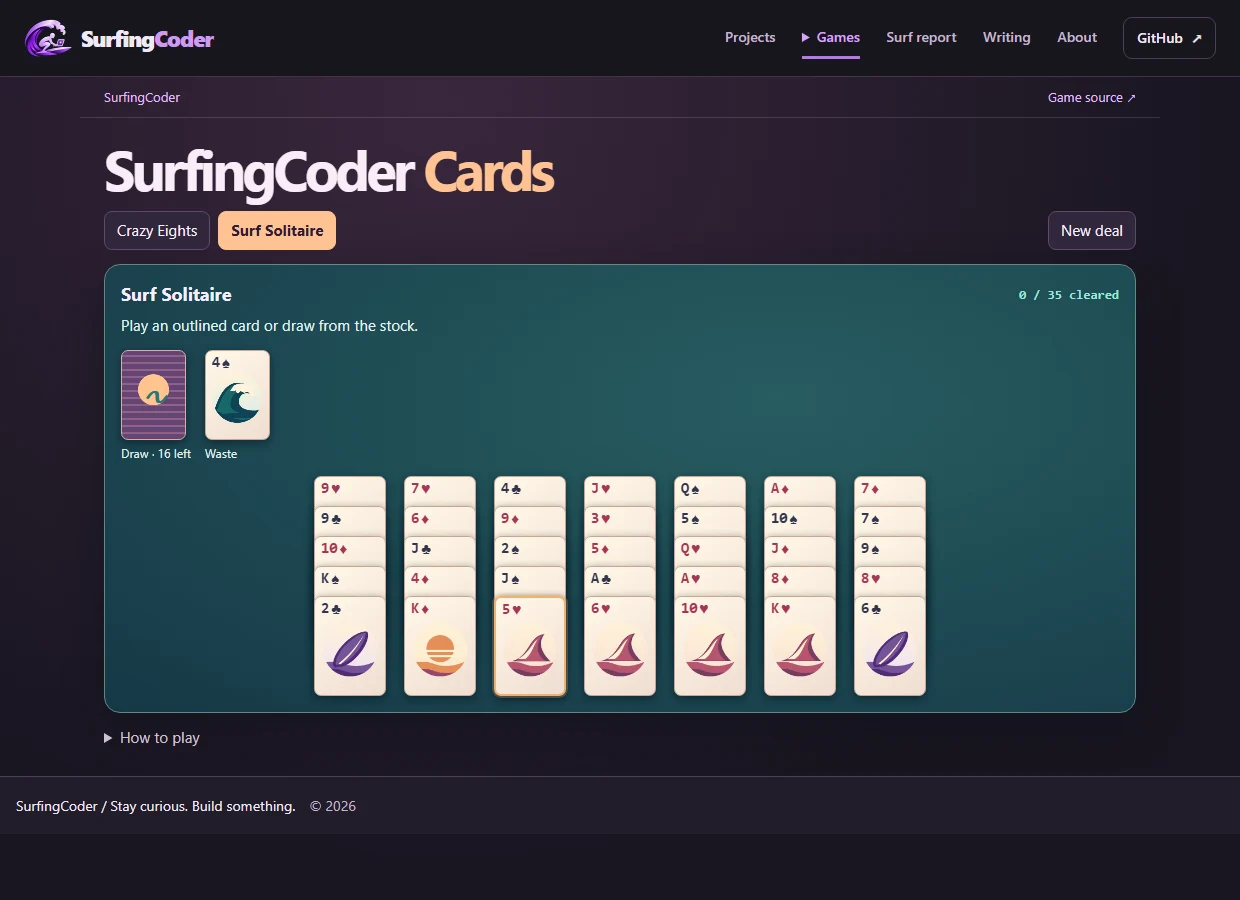 SurfingCoder
Projects
▶ Games
Surf report
Writing
About
GitHub ↗
SurfingCoder
Game source ↗
SurfingCoder Cards
Crazy Eights
Surf Solitaire
New deal
Surf Solitaire
0 / 35 cleared
Play an outlined card or draw from the stock.
4♠
Draw · 16 left
Waste
9♥ 7♥ 4♣ J♥ Q♠ A♦ 7♦
9♣ 6♦ 9♦ 3♥ 5♠ 10♠ 7♠
10♦ J♣ 2♠ 5♦ Q♥ J♦ 9♠
K♠ 4♦ J♠ A♣ A♥ 8♦ 8♥
2♣ K♦ 5♥ 6♥ 10♥ K♥ 6♣
▶ How to play
SurfingCoder / Stay curious. Build something. © 2026